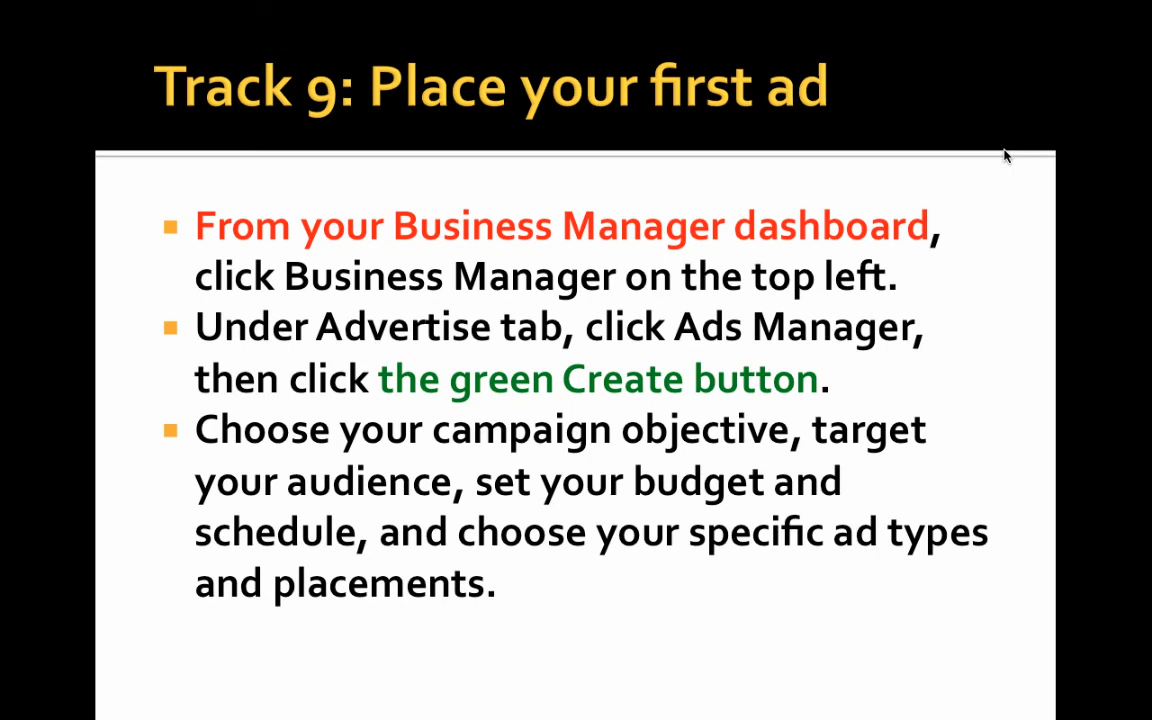 Track 9: Place your first ad
From your Business Manager dashboard,
click Business Manager on the top left.
Under Advertise tab, click Ads Manager,
then click the green Create button.
Choose your campaign objective, target
your audience, set your budget and
schedule, and choose your specific ad types
and placements.